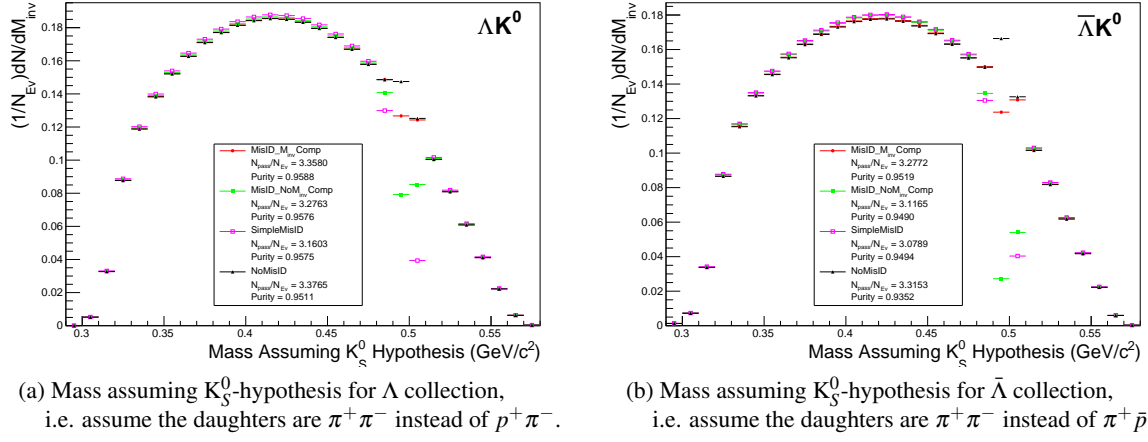 (1/N_Ev)dN/dM_inv
0.18
0.16
0.14
0.12
0.1
0.08
0.06
0.04
0.02
0
0.3 0.35 0.4 0.45 0.5 0.55
Mass Assuming K⁰_S Hypothesis (GeV/c²)
ΛK⁰
MisID_M_inv Comp
N_pass/N_Ev = 3.3580
Purity = 0.9588
MisID_NoM_inv Comp
N_pass/N_Ev = 3.2763
Purity = 0.9576
SimpleMisID
N_pass/N_Ev = 3.1603
Purity = 0.9575
NoMisID
N_pass/N_Ev = 3.3765
Purity = 0.9511
(a) Mass assuming K⁰_S-hypothesis for Λ collection,
i.e. assume the daughters are π⁺π⁻ instead of p⁺π⁻.
(1/N_Ev)dN/dM_inv
0.18
0.16
0.14
0.12
0.1
0.08
0.06
0.04
0.02
0
0.3 0.35 0.4 0.45 0.5 0.55
Mass Assuming K⁰_S Hypothesis (GeV/c²)
Λ̄K⁰
MisID_M_inv Comp
N_pass/N_Ev = 3.2772
Purity = 0.9519
MisID_NoM_inv Comp
N_pass/N_Ev = 3.1165
Purity = 0.9490
SimpleMisID
N_pass/N_Ev = 3.0789
Purity = 0.9494
NoMisID
N_pass/N_Ev = 3.3153
Purity = 0.9352
(b) Mass assuming K⁰_S-hypothesis for Λ̄ collection,
i.e. assume the daughters are π⁺π⁻ instead of π⁺p̄